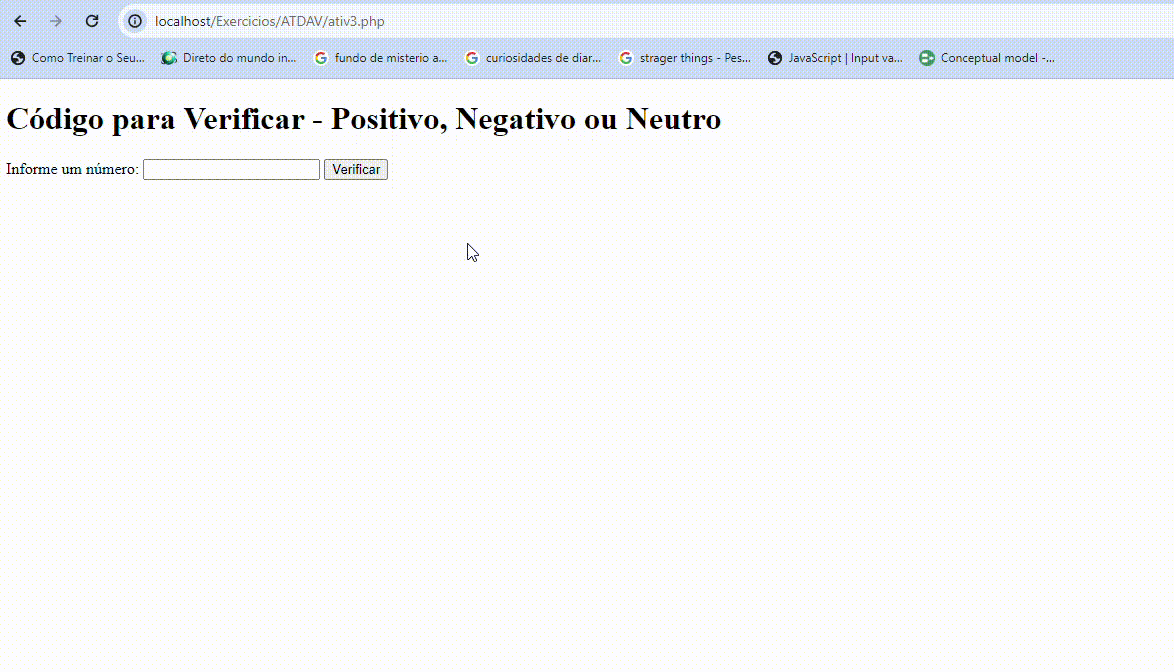 localhost/Exercicios/ATDAV/ativ3.php
Como Treinar o Seu... Direto do mundo in... fundo de misterio a... curiosidades de diar... strager things - Pes... JavaScript | Input va... Conceptual model -...
Código para Verificar - Positivo, Negativo ou Neutro
Informe um número: Verificar